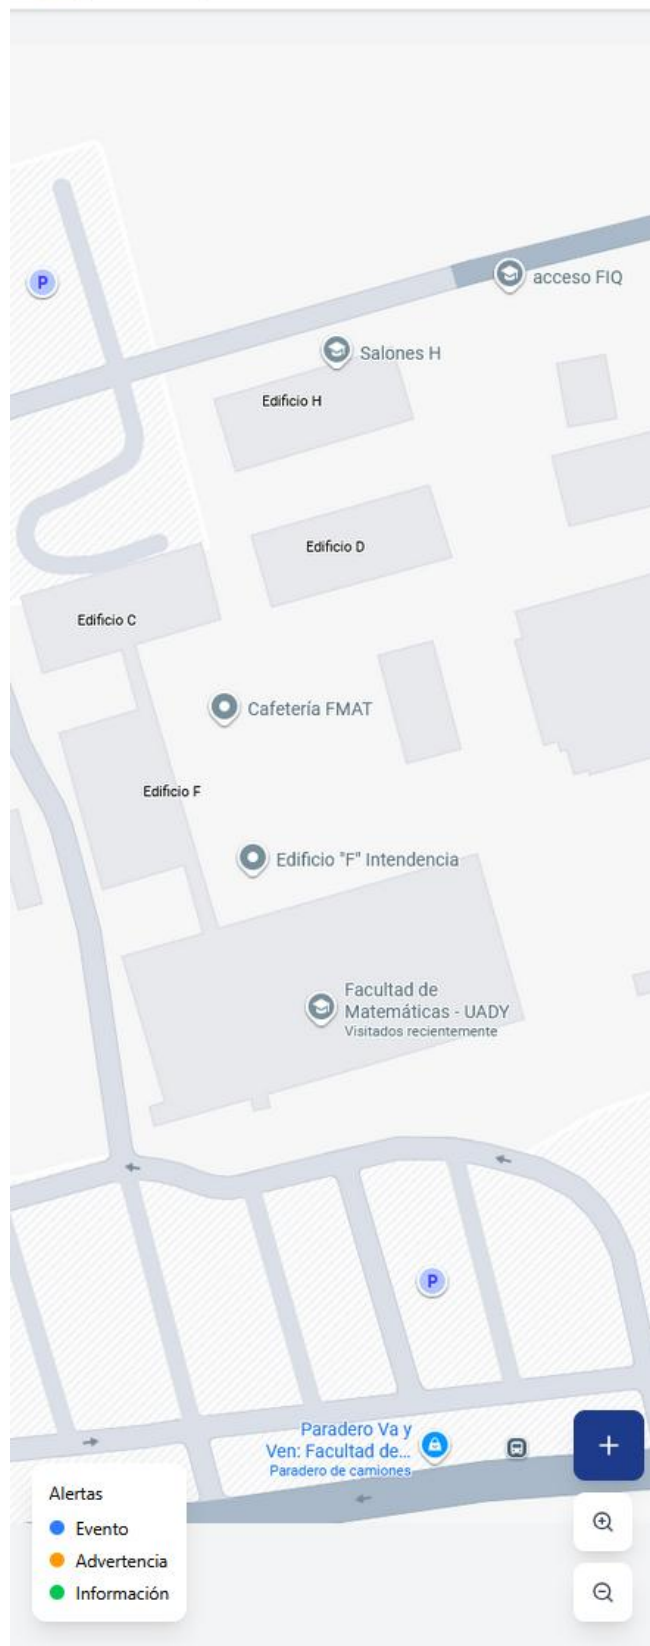 P
acceso FIQ
Salones H
Edificio H
Edificio D
Edificio C
Cafetería FMAT
Edificio F
Edificio "F" Intendencia
Facultad de
Matemáticas - UADY
Visitados recientemente
P
Paradero Va y
Ven: Facultad de...
Paradero de camiones
+
Alertas
Evento
Advertencia
Información